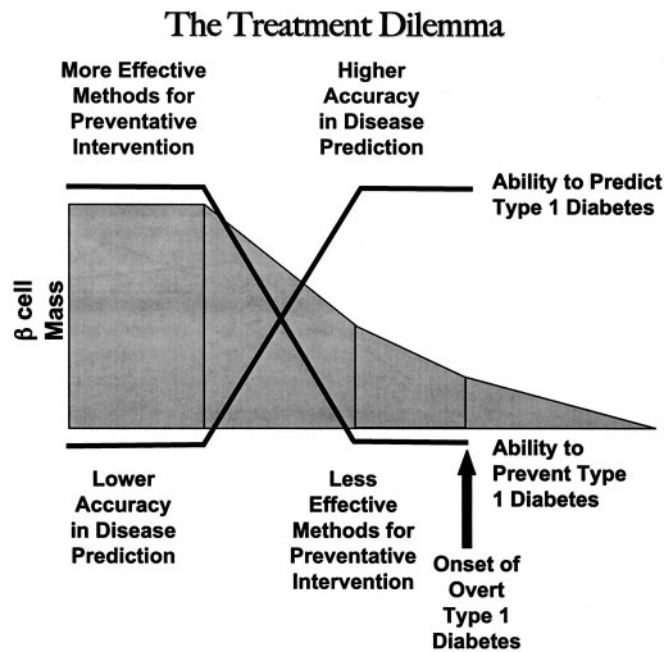 The Treatment Dilemma
More Effective
Methods for
Preventative
Intervention
Higher
Accuracy
in Disease
Prediction
Ability to Predict
Type 1 Diabetes
β cell
Mass
Ability to
Prevent Type
1 Diabetes
Lower
Accuracy
in Disease
Prediction
Less
Effective
Methods for
Preventative
Intervention
Onset of
Overt
Type 1
Diabetes